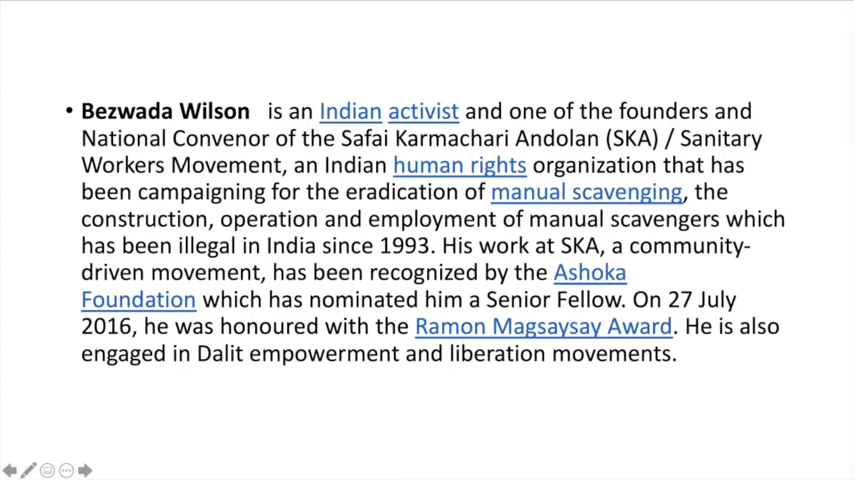 • Bezwada Wilson is an Indian activist and one of the founders and
National Convenor of the Safai Karmachari Andolan (SKA) / Sanitary
Workers Movement, an Indian human rights organization that has
been campaigning for the eradication of manual scavenging, the
construction, operation and employment of manual scavengers which
has been illegal in India since 1993. His work at SKA, a community-
driven movement, has been recognized by the Ashoka
Foundation which has nominated him a Senior Fellow. On 27 July
2016, he was honoured with the Ramon Magsaysay Award. He is also
engaged in Dalit empowerment and liberation movements.